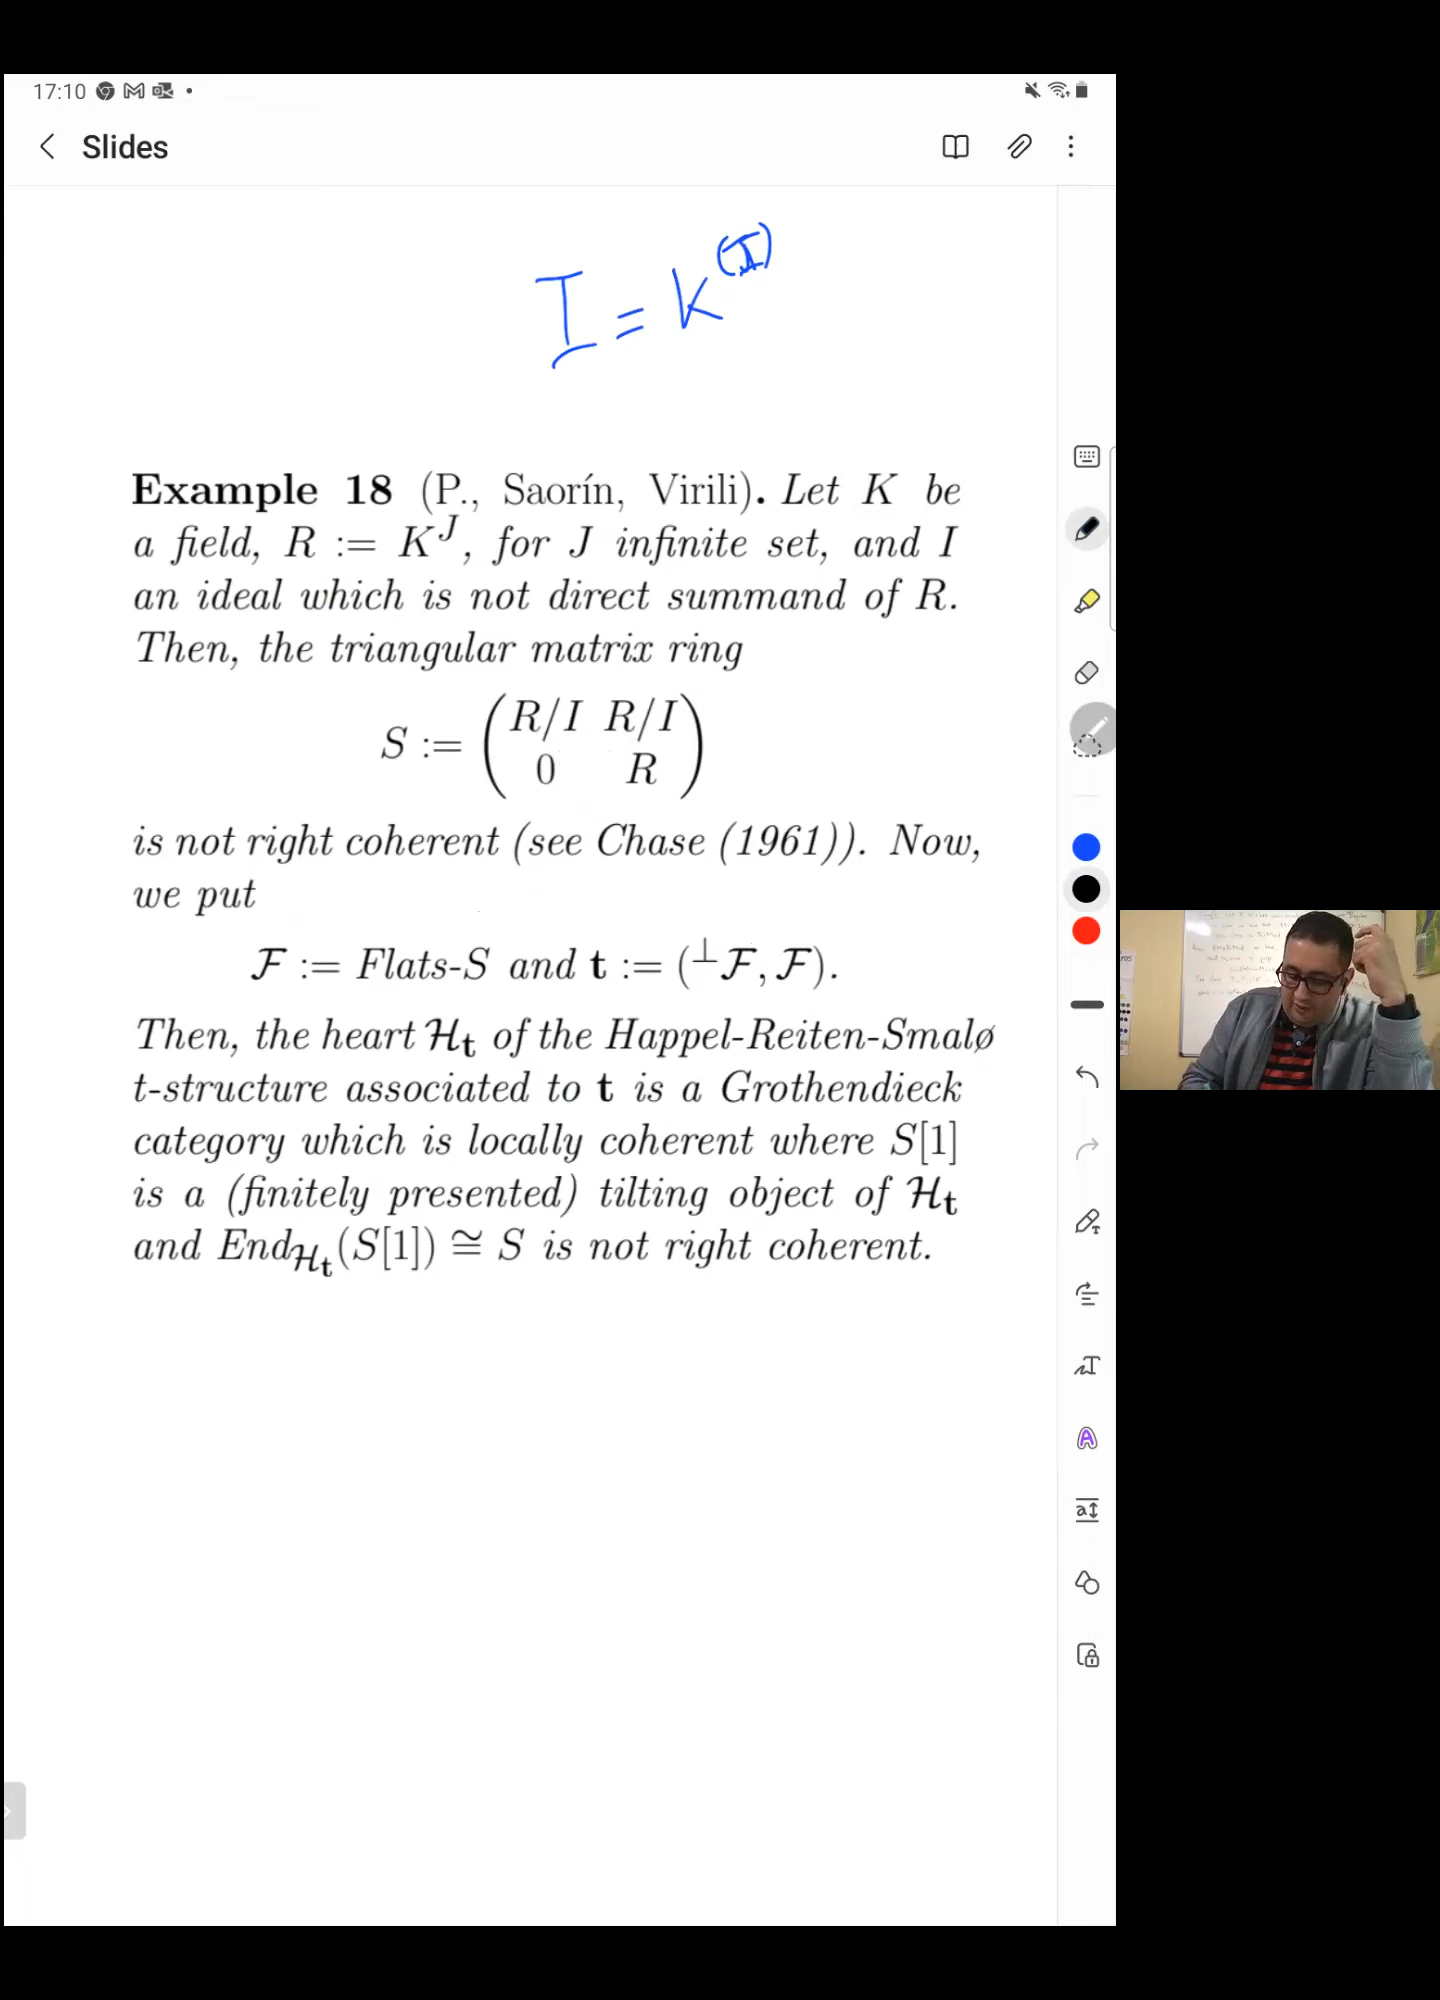 17:10
Slides
I = K^(I)
Example 18 (P., Saorín, Virili). Let K be
a field, R := K^J, for J infinite set, and I
an ideal which is not direct summand of R.
Then, the triangular matrix ring
S := (R/I R/I
0 R)
is not right coherent (see Chase (1961)). Now,
we put
ℱ := Flats-S and t := (^⊥ℱ, ℱ).
Then, the heart ℋ_t of the Happel-Reiten-Smalø
t-structure associated to t is a Grothendieck
category which is locally coherent where S[1]
is a (finitely presented) tilting object of ℋ_t
and End_ℋ_t(S[1]) ≅ S is not right coherent.